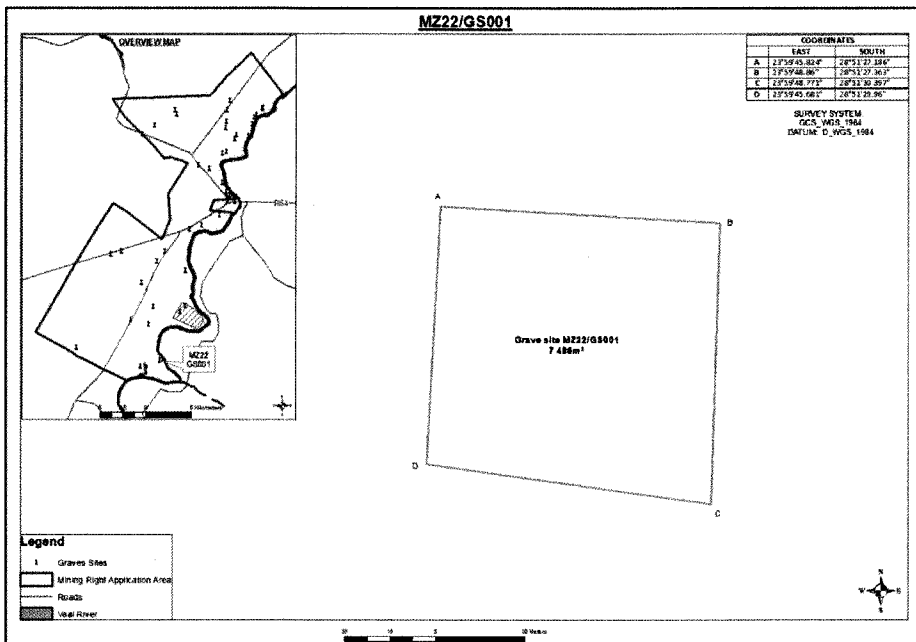 MZ22/GS001
OVERVIEW MAP
MZ22
GS001
COORDINATES
EAST SOUTH
A 23°59'45.824" 28°51'27.186"
B 23°59'48.86" 28°51'27.363"
C 23°59'48.771" 28°51'30.397"
D 23°59'45.681" 28°51'29.96"
SURVEY SYSTEM
GCS_WGS_1984
DATUM: D_WGS_1984
A
B
Grave site MZ22/GS001
7 486m²
D
C
Legend
Graves Sites
Mining Right Application Area
Roads
Vaal River
N
W E
S